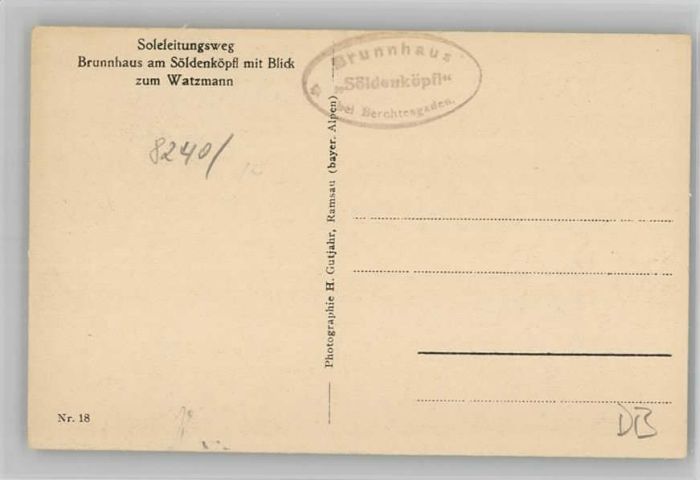 Soleleitungsweg
Brunnhaus am Söldenköpfl mit Blick
zum Watzmann
Brunnhaus
„Söldenköpfl“
bei Berchtesgaden.
8240/
Photographie H. Gutjahr, Ramsau (bayer. Alpen)
Nr. 18
DB